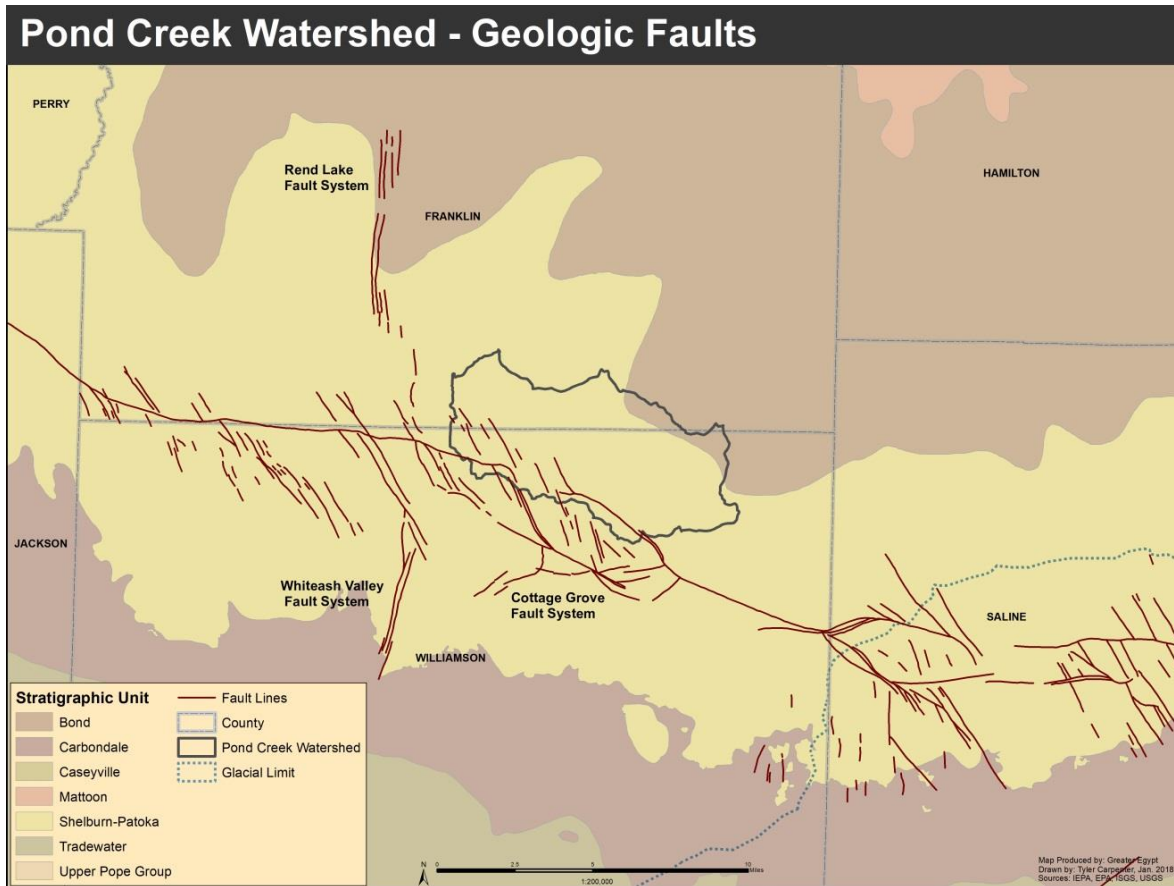 Pond Creek Watershed - Geologic Faults
PERRY
Rend Lake
Fault System
FRANKLIN
HAMILTON
JACKSON
Whiteash Valley
Fault System
Cottage Grove
Fault System
SALINE
WILLIAMSON
Stratigraphic Unit
Bond
Carbondale
Caseyville
Mattoon
Shelburn-Patoka
Tradewater
Upper Pope Group
Fault Lines
County
Pond Creek Watershed
Glacial Limit
N
0 2.5 5 10
Miles
1:200,000
Map Produced by: Greater Egypt
Drawn by: Tyler Carpenter, Jan. 2018
Sources: IEPA, EPA, ISGS, USGS